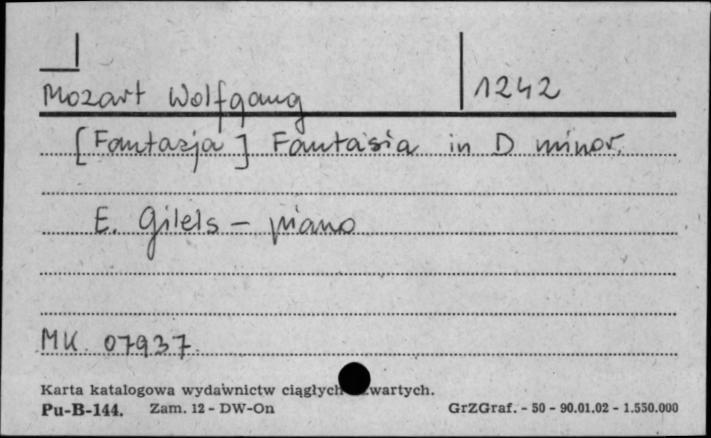 Mozart Wolfgang 1242
[Fantazja] Fantasia in D minor.
E. Gilels - piano
MK 07937.
Karta katalogowa wydawnictw ciągłych zwartych.
Pu-B-144. Zam. 12 - DW-On GrZGraf. - 50 - 90.01.02 - 1.550.000